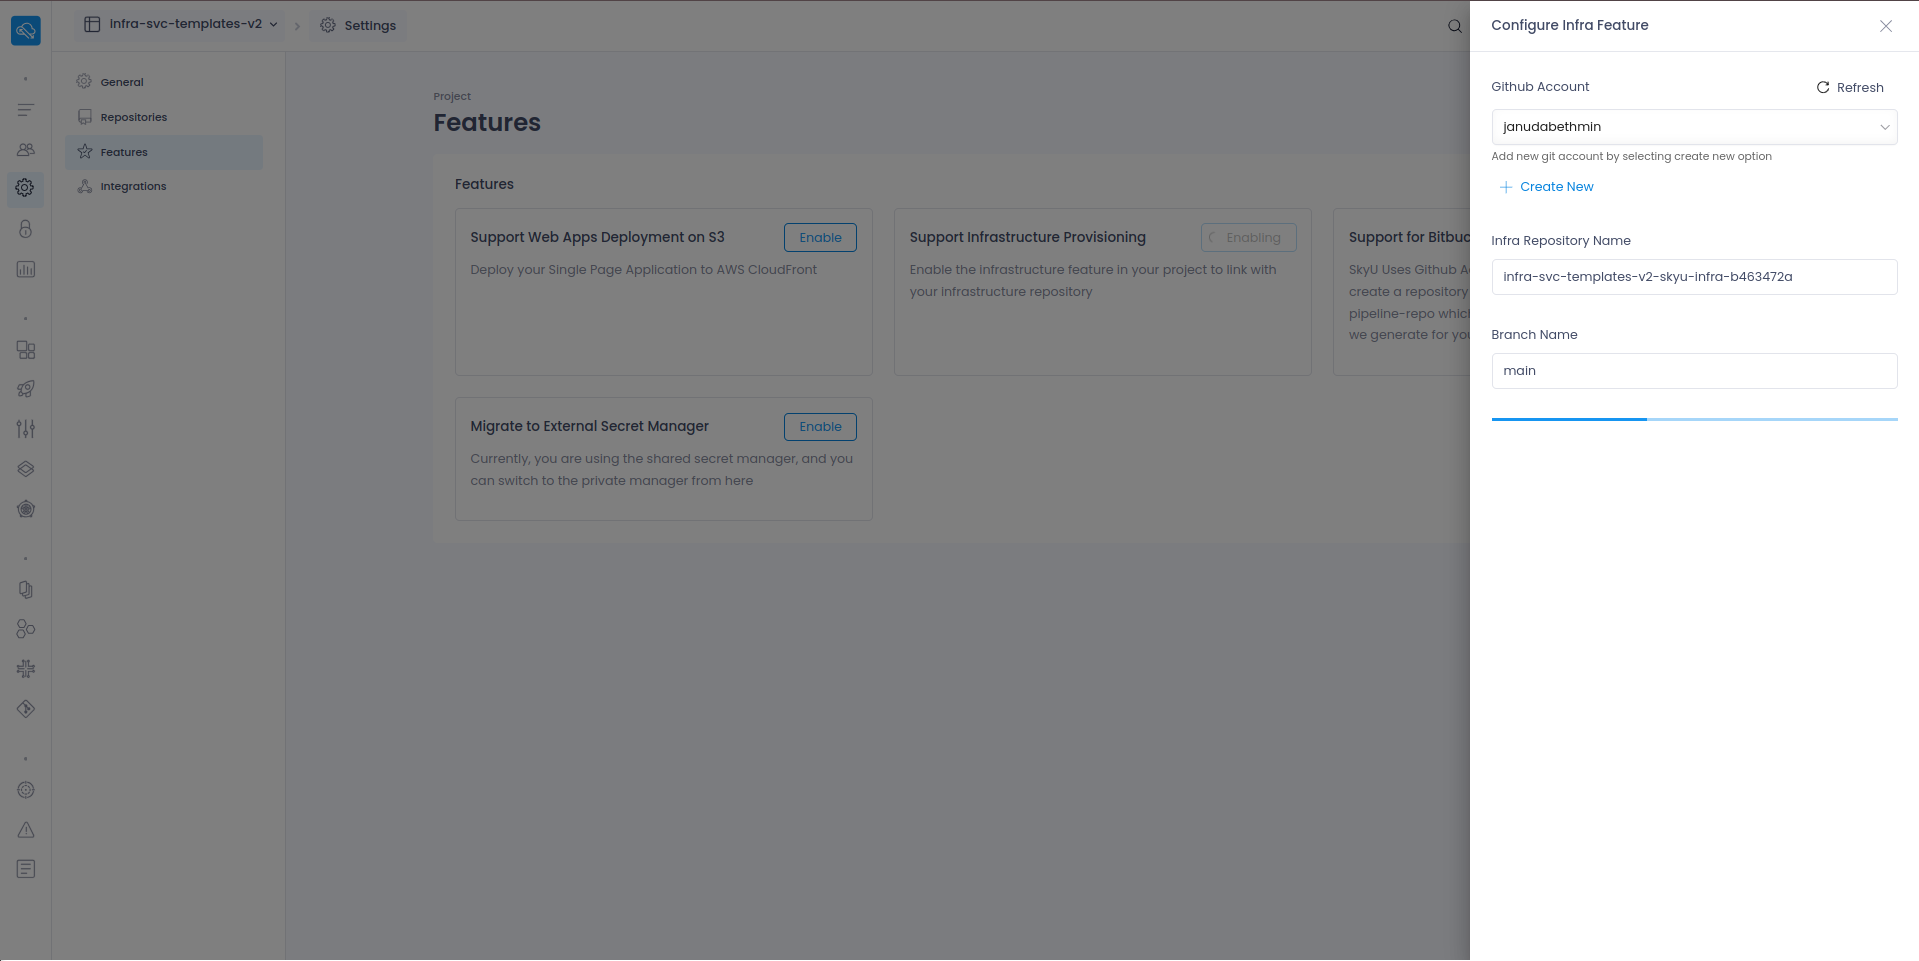 infra-svc-templates-v2
Settings
General
Repositories
Features
Integrations
Project
Features
Features
Support Web Apps Deployment on S3
Enable
Deploy your Single Page Application to AWS CloudFront
Support Infrastructure Provisioning
Enabling
Enable the infrastructure feature in your project to link with
your infrastructure repository
Support for Bitbuc
SkyU Uses Github A
create a repository
pipeline-repo whic
we generate for yo
Migrate to External Secret Manager
Enable
Currently, you are using the shared secret manager, and you
can switch to the private manager from here
Configure Infra Feature
Github Account
Refresh
janudabethmin
Add new git account by selecting create new option
Create New
Infra Repository Name
infra-svc-templates-v2-skyu-infra-b463472a
Branch Name
main